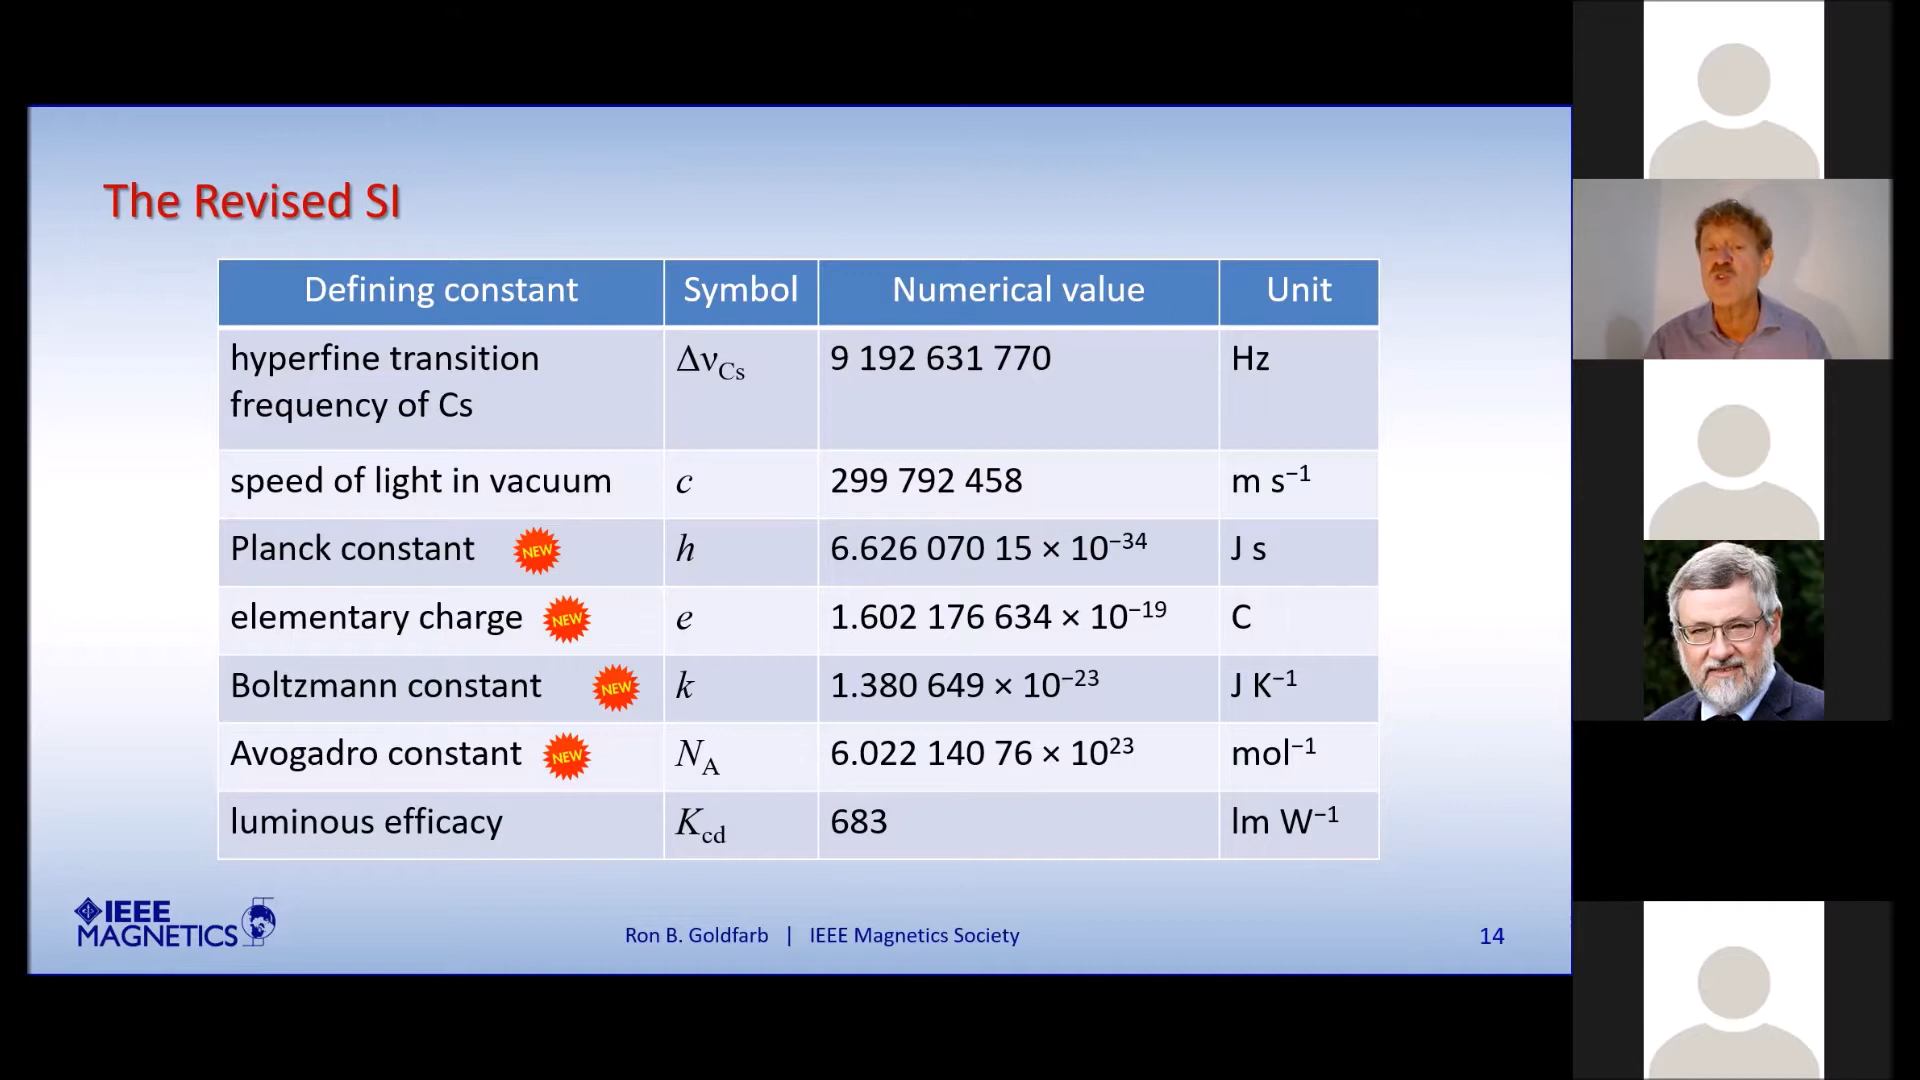 The Revised SI
Defining constant Symbol Numerical value Unit
hyperfine transition frequency of Cs Δν_Cs 9 192 631 770 Hz
speed of light in vacuum c 299 792 458 m s⁻¹
Planck constant NEW h 6.626 070 15 × 10⁻³⁴ J s
elementary charge NEW e 1.602 176 634 × 10⁻¹⁹ C
Boltzmann constant NEW k 1.380 649 × 10⁻²³ J K⁻¹
Avogadro constant NEW N_A 6.022 140 76 × 10²³ mol⁻¹
luminous efficacy K_cd 683 lm W⁻¹
IEEE
MAGNETICS
Ron B. Goldfarb | IEEE Magnetics Society
14